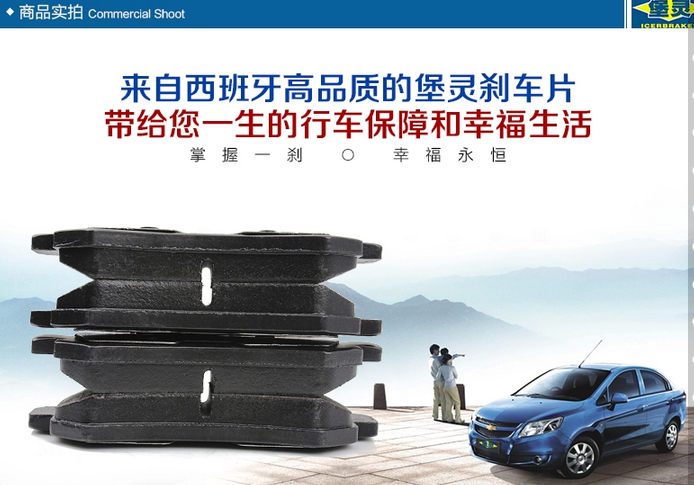 商品实拍 Commercial Shoot
堡灵
ICERBRAKE
来自西班牙高品质的堡灵刹车片
带给您一生的行车保障和幸福生活
掌握一刹 ○ 幸福永恒